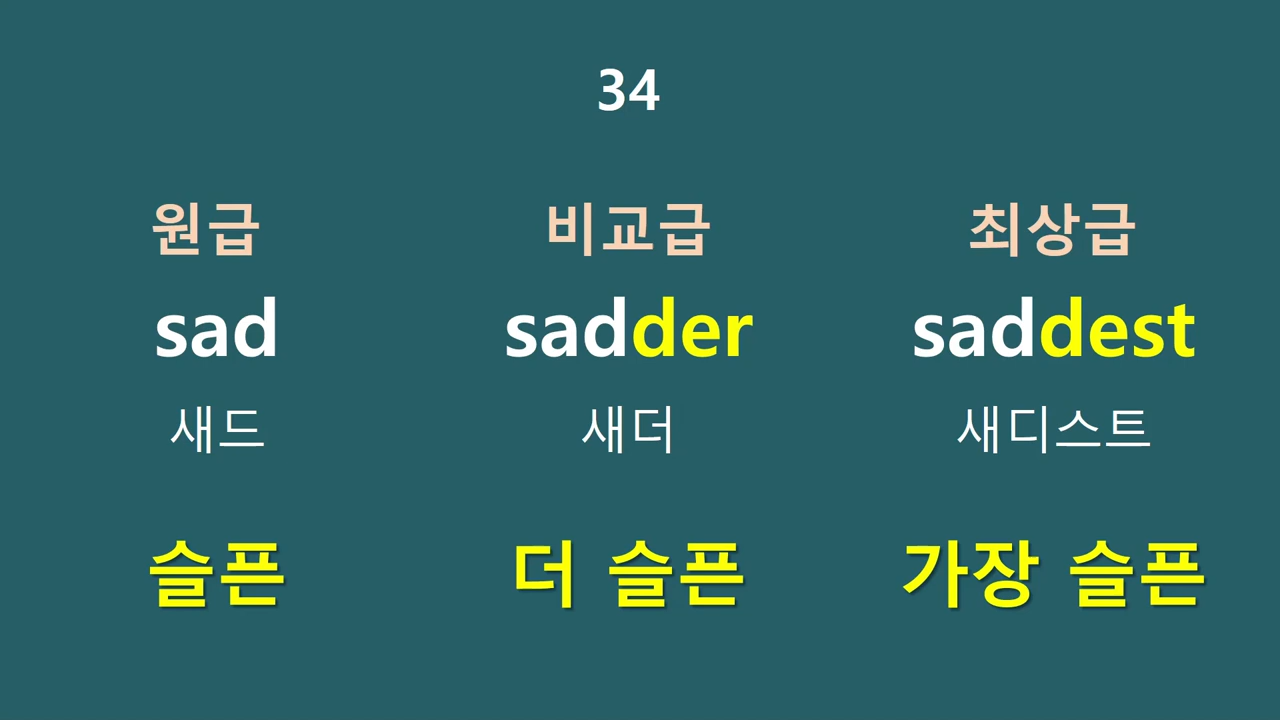 34
원급 비교급 최상급
sad sadder saddest
새드 새더 새디스트
슬픈 더 슬픈 가장 슬픈